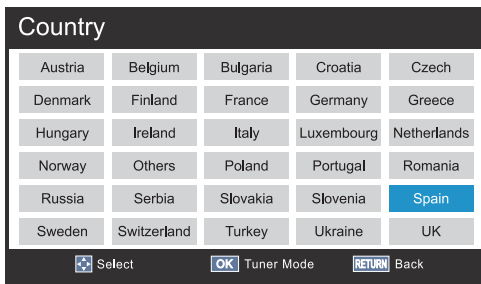 Country
Austria Belgium Bulgaria Croatia Czech
Denmark Finland France Germany Greece
Hungary Ireland Italy Luxembourg Netherlands
Norway Others Poland Portugal Romania
Russia Serbia Slovakia Slovenia Spain
Sweden Switzerland Turkey Ukraine UK
Select OK Tuner Mode RETURN Back